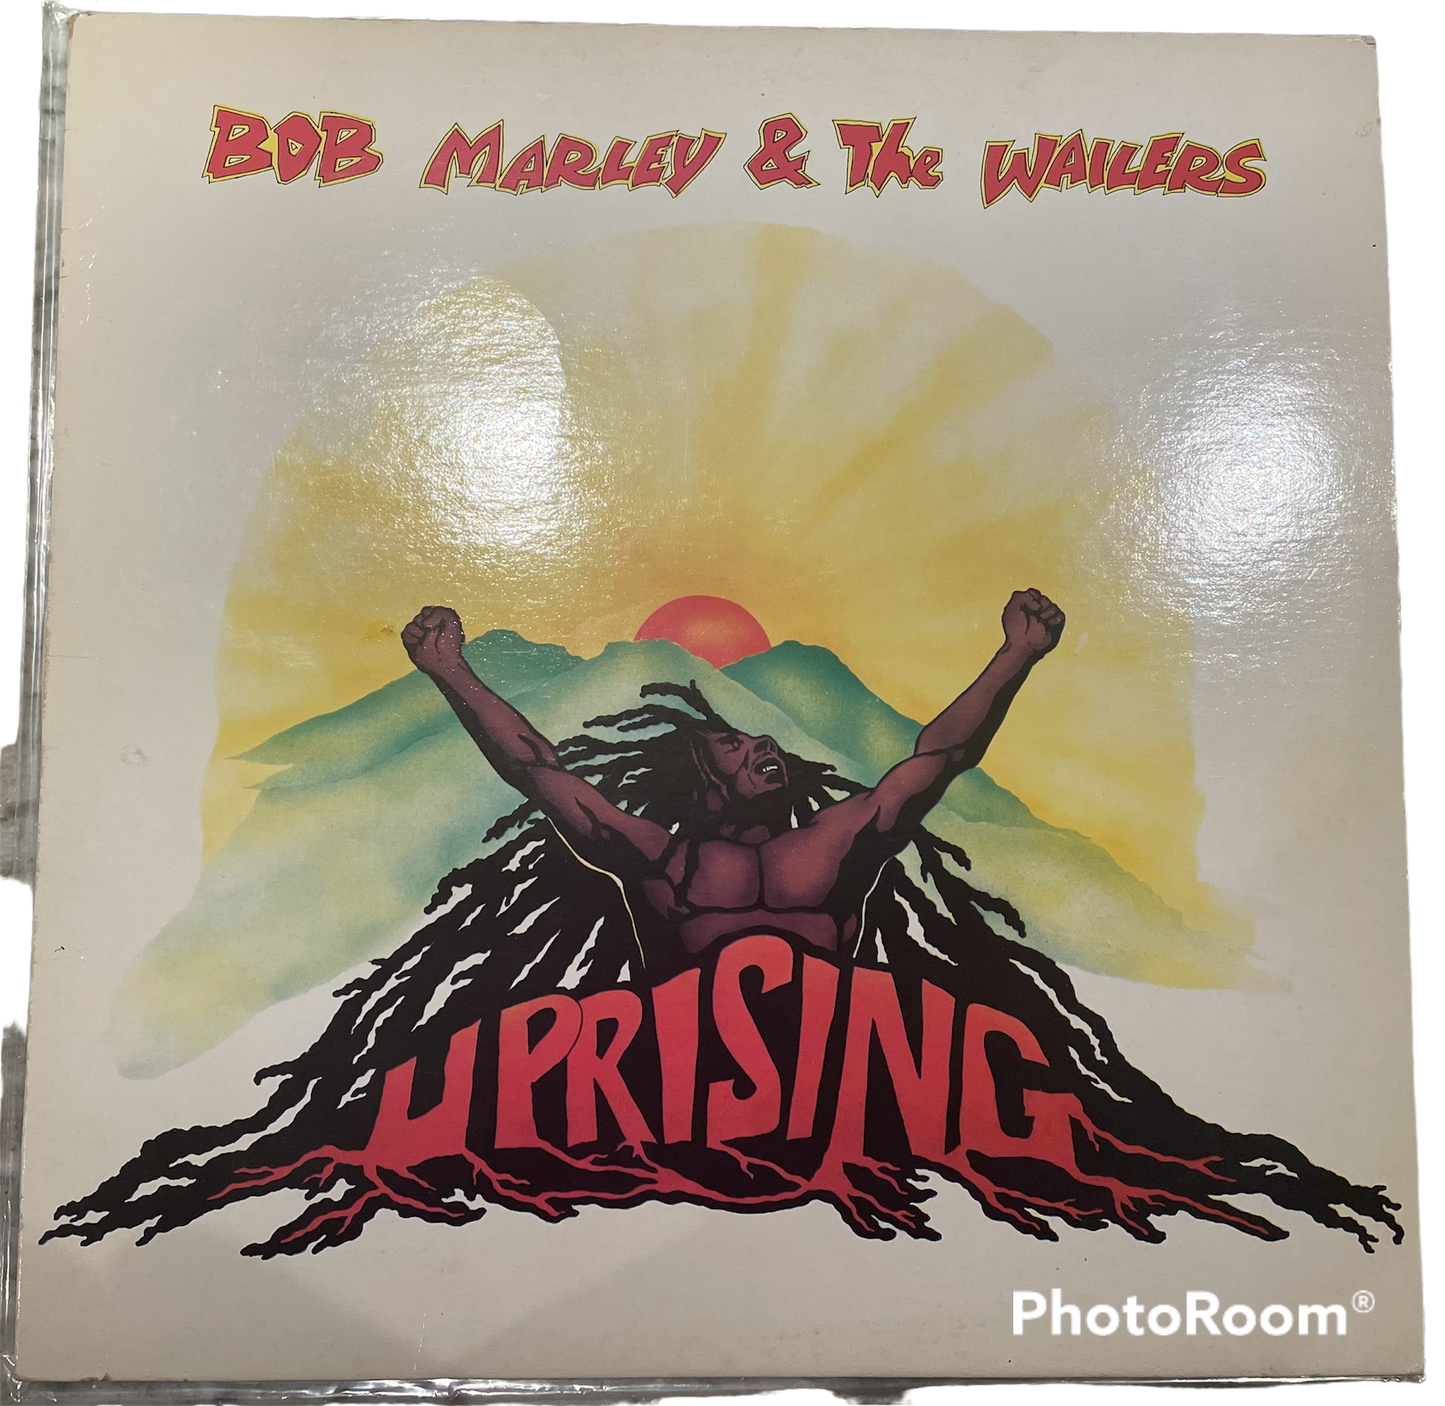 BOB MARLEY & The WAILERS
UPRISING
PhotoRoom®